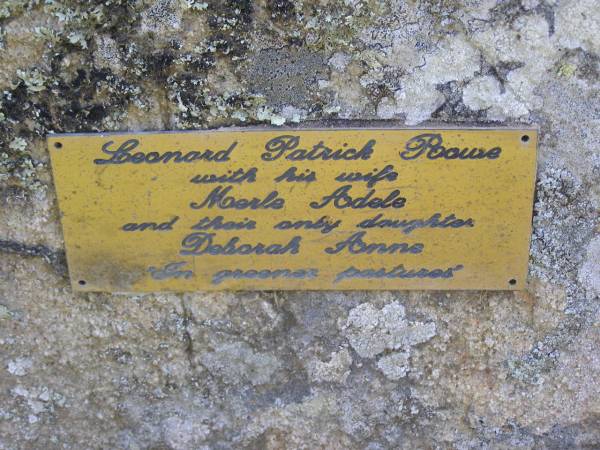 Leonard Patrick Rowe
with his wife
Merle Adele
and their only daughter
Deborah Anne
"In greener pastures"